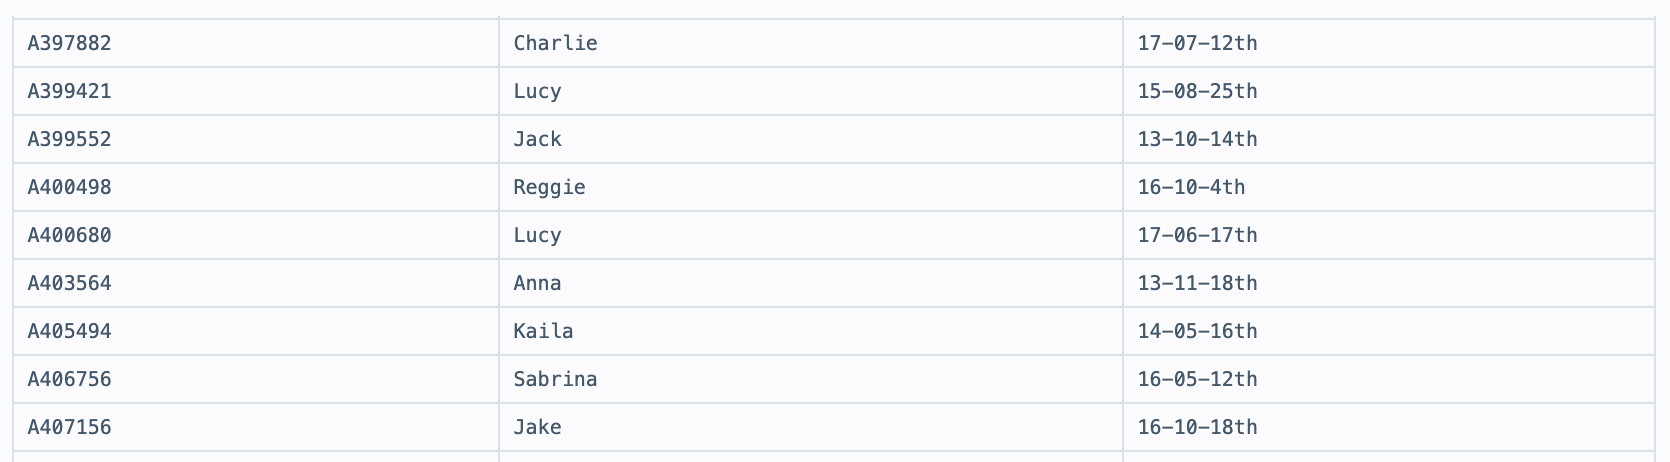 A397882 Charlie 17-07-12th
A399421 Lucy 15-08-25th
A399552 Jack 13-10-14th
A400498 Reggie 16-10-4th
A400680 Lucy 17-06-17th
A403564 Anna 13-11-18th
A405494 Kaila 14-05-16th
A406756 Sabrina 16-05-12th
A407156 Jake 16-10-18th